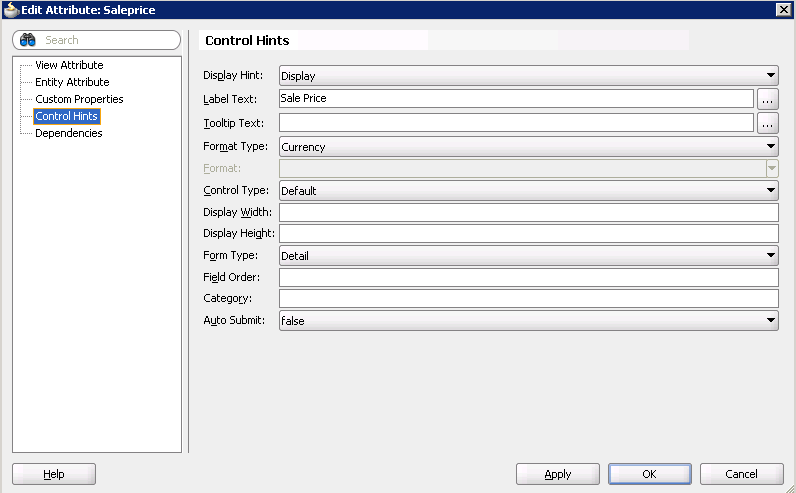 Edit Attribute: Saleprice
Search
View Attribute
Entity Attribute
Custom Properties
Control Hints
Dependencies
Control Hints
Display Hint: Display
Label Text: Sale Price ...
Tooltip Text: ...
Format Type: Currency
Format:
Control Type: Default
Display Width:
Display Height:
Form Type: Detail
Field Order:
Category:
Auto Submit: false
Help Apply OK Cancel